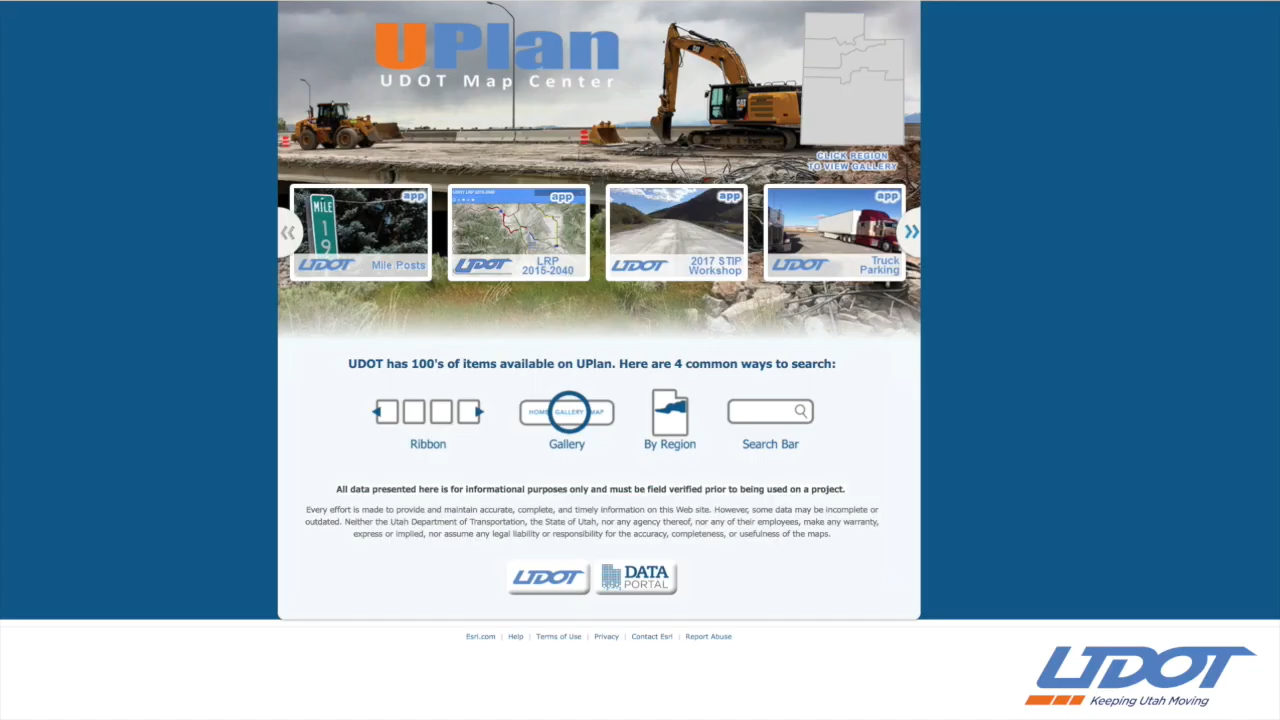 UPlan
UDOT Map Center
CAT
CLICK REGION
TO VIEW GALLERY
MILE
19
app
UDOT
Mile Posts
UDOT LRP 2015-2040
app
UDOT
LRP
2015-2040
app
UDOT
2017 STIP
Workshop
app
UDOT
Truck
Parking
UDOT has 100's of items available on UPlan. Here are 4 common ways to search:
HOME GALLERY MAP
Ribbon
Gallery
By Region
Search Bar
All data presented here is for informational purposes only and must be field verified prior to being used on a project.
Every effort is made to provide and maintain accurate, complete, and timely information on this Web site. However, some data may be incomplete or
outdated. Neither the Utah Department of Transportation, the State of Utah, nor any agency thereof, nor any of their employees, make any warranty,
express or implied, nor assume any legal liability or responsibility for the accuracy, completeness, or usefulness of the maps.
UDOT
DATA
PORTAL
Esri.com | Help | Terms of Use | Privacy | Contact Esri | Report Abuse
UDOT
Keeping Utah Moving